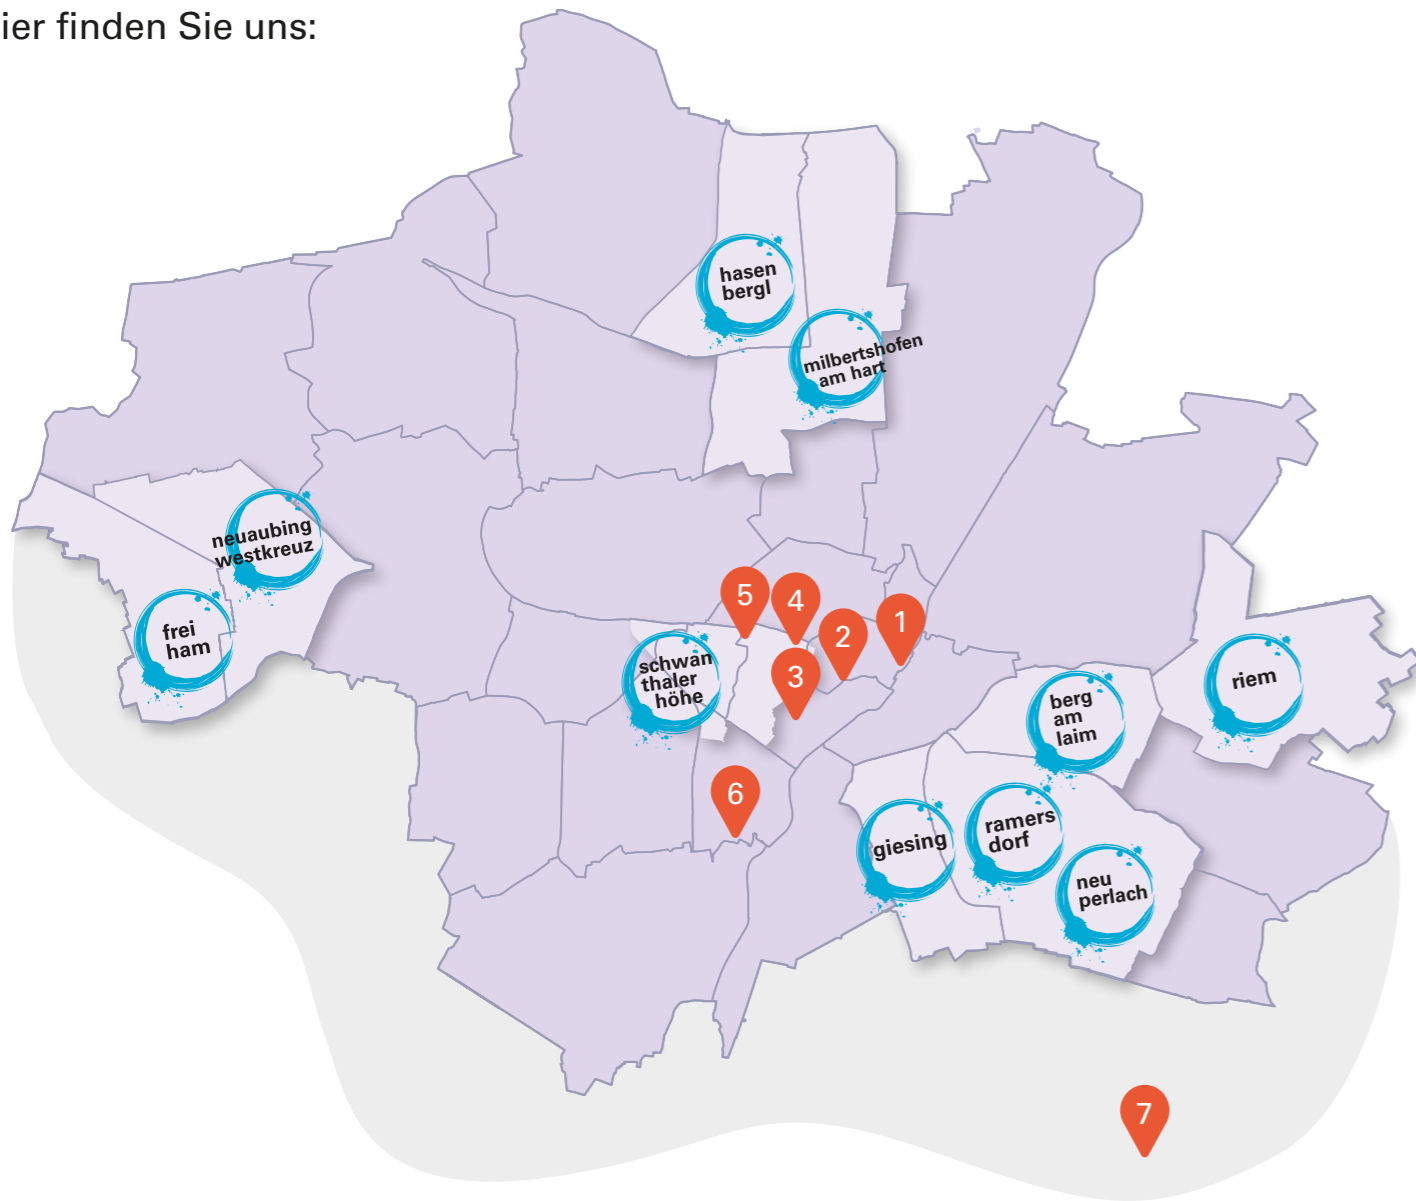 ier finden Sie uns:
hasen
bergl
milbertshofen
am hart
neuaubing
westkreuz
frei
ham
5
4
2
1
3
schwan
thaler
höhe
berg
am
laim
riem
6
giesing
ramers
dorf
neu
perlach
7